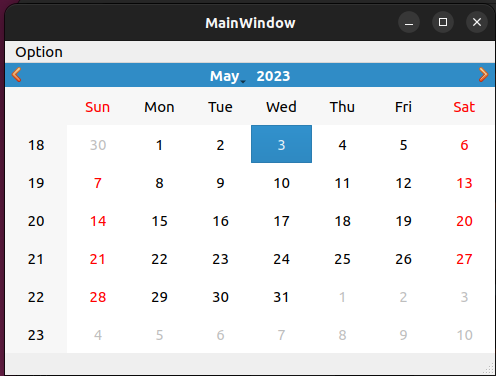 MainWindow
Option
May 2023
Sun Mon Tue Wed Thu Fri Sat
18 30 1 2 3 4 5 6
19 7 8 9 10 11 12 13
20 14 15 16 17 18 19 20
21 21 22 23 24 25 26 27
22 28 29 30 31 1 2 3
23 4 5 6 7 8 9 10